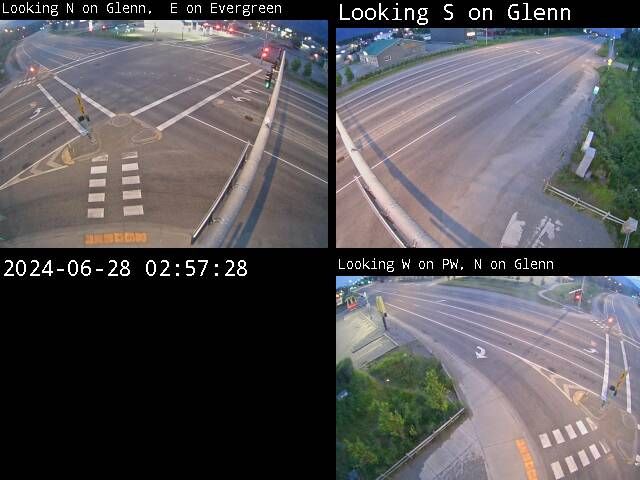 Looking N on Glenn, E on Evergreen
Looking S on Glenn
2024-06-28 02:57:28
Looking W on PW, N on Glenn